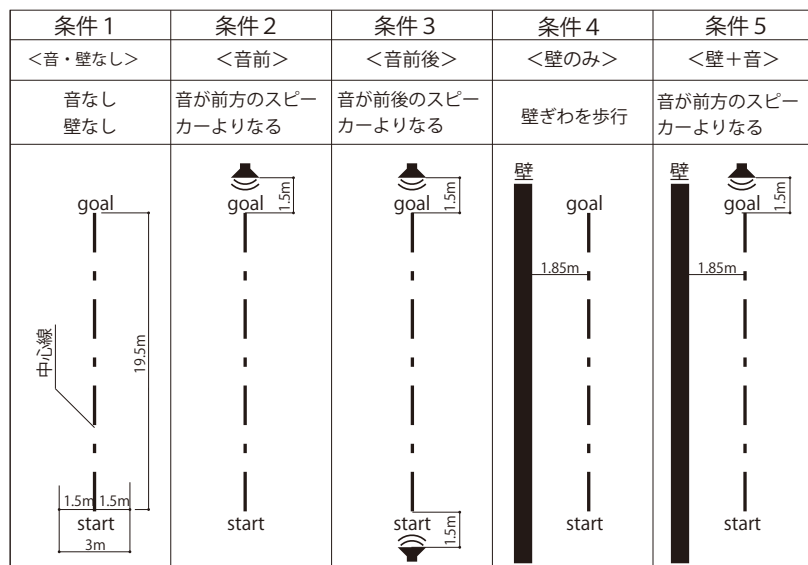 条件1
条件2
条件3
条件4
条件5
＜音・壁なし＞
＜音前＞
＜音前後＞
＜壁のみ＞
＜壁＋音＞
音なし
壁なし
音が前方のスピー
カーよりなる
音が前後のスピー
カーよりなる
壁ぎわを歩行
音が前方のスピー
カーよりなる
goal
中心線
19.5m
1.5m 1.5m
start
3m
1.5m
goal
start
1.5m
goal
start
1.5m
壁
goal
1.85m
start
壁
1.5m
goal
1.85m
start